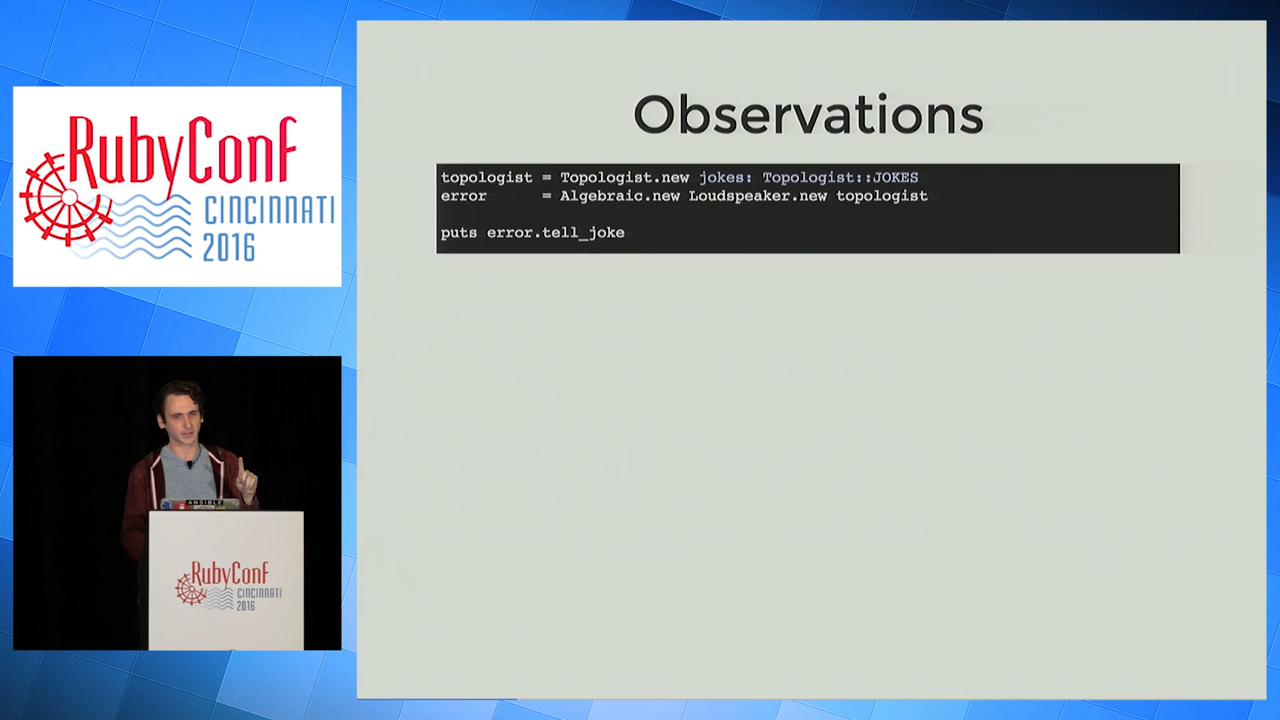 RubyConf
CINCINNATI
2016
Observations
topologist = Topologist.new jokes: Topologist::JOKES
error      = Algebraic.new Loudspeaker.new topologist
puts error.tell_joke
ANSIBLE
RubyConf
CINCINNATI
2016